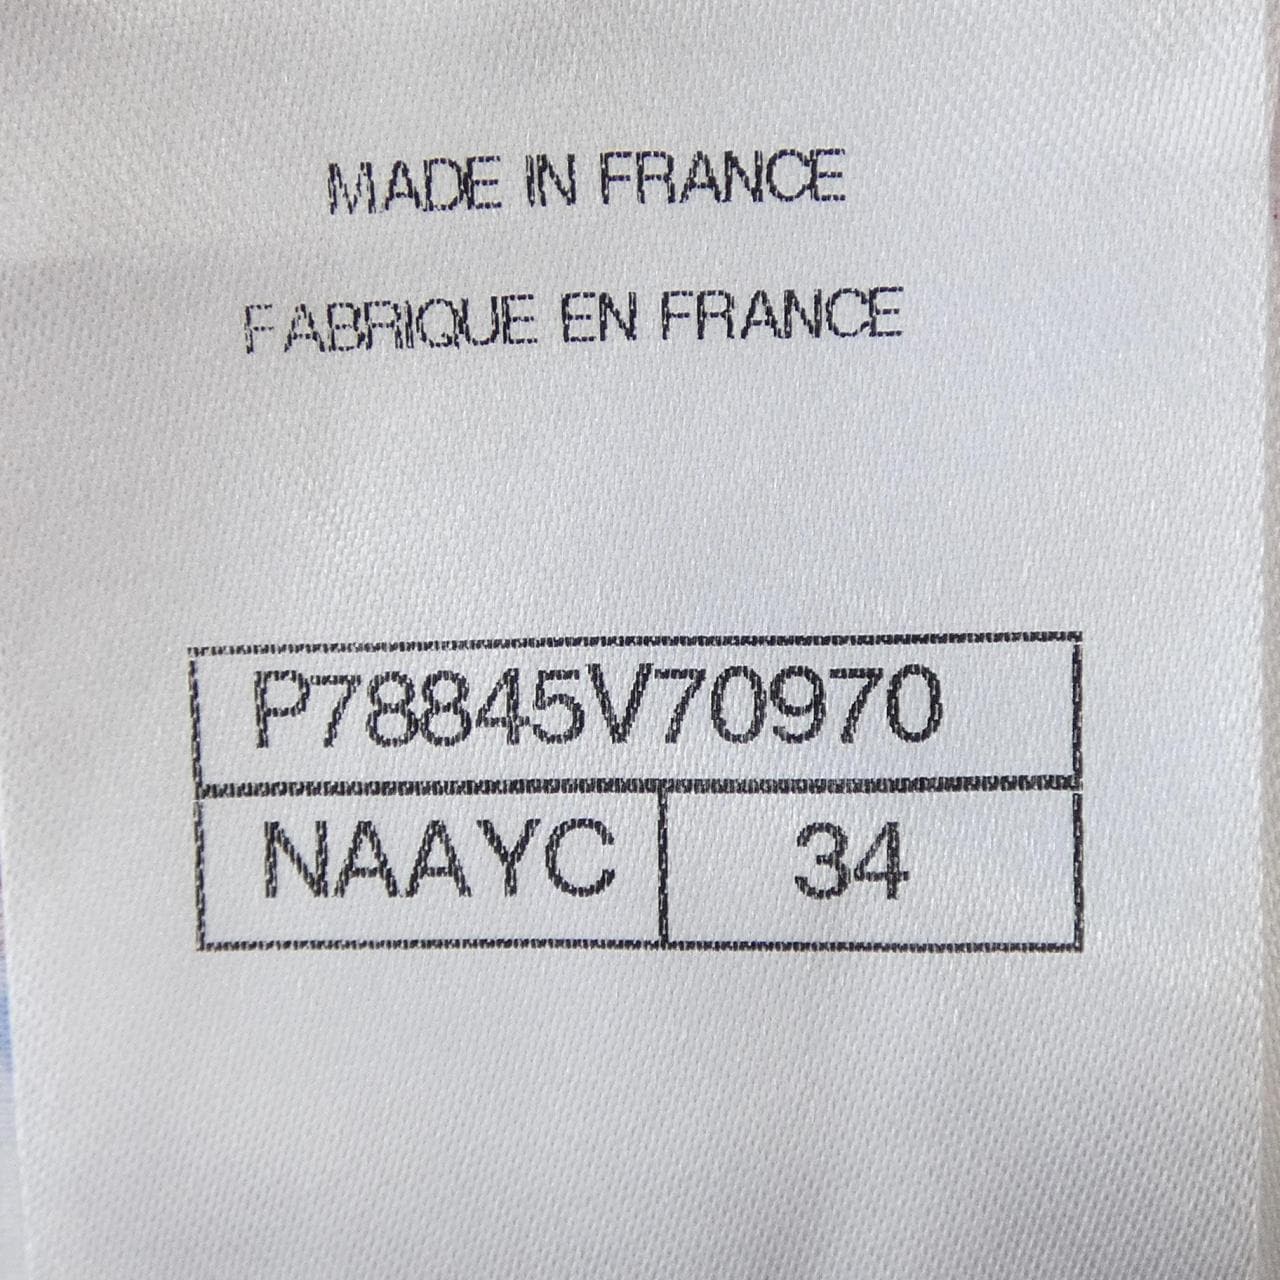 MADE IN FRANCE
FABRIQUE EN FRANCE
P78845V70970
NAAYC 34